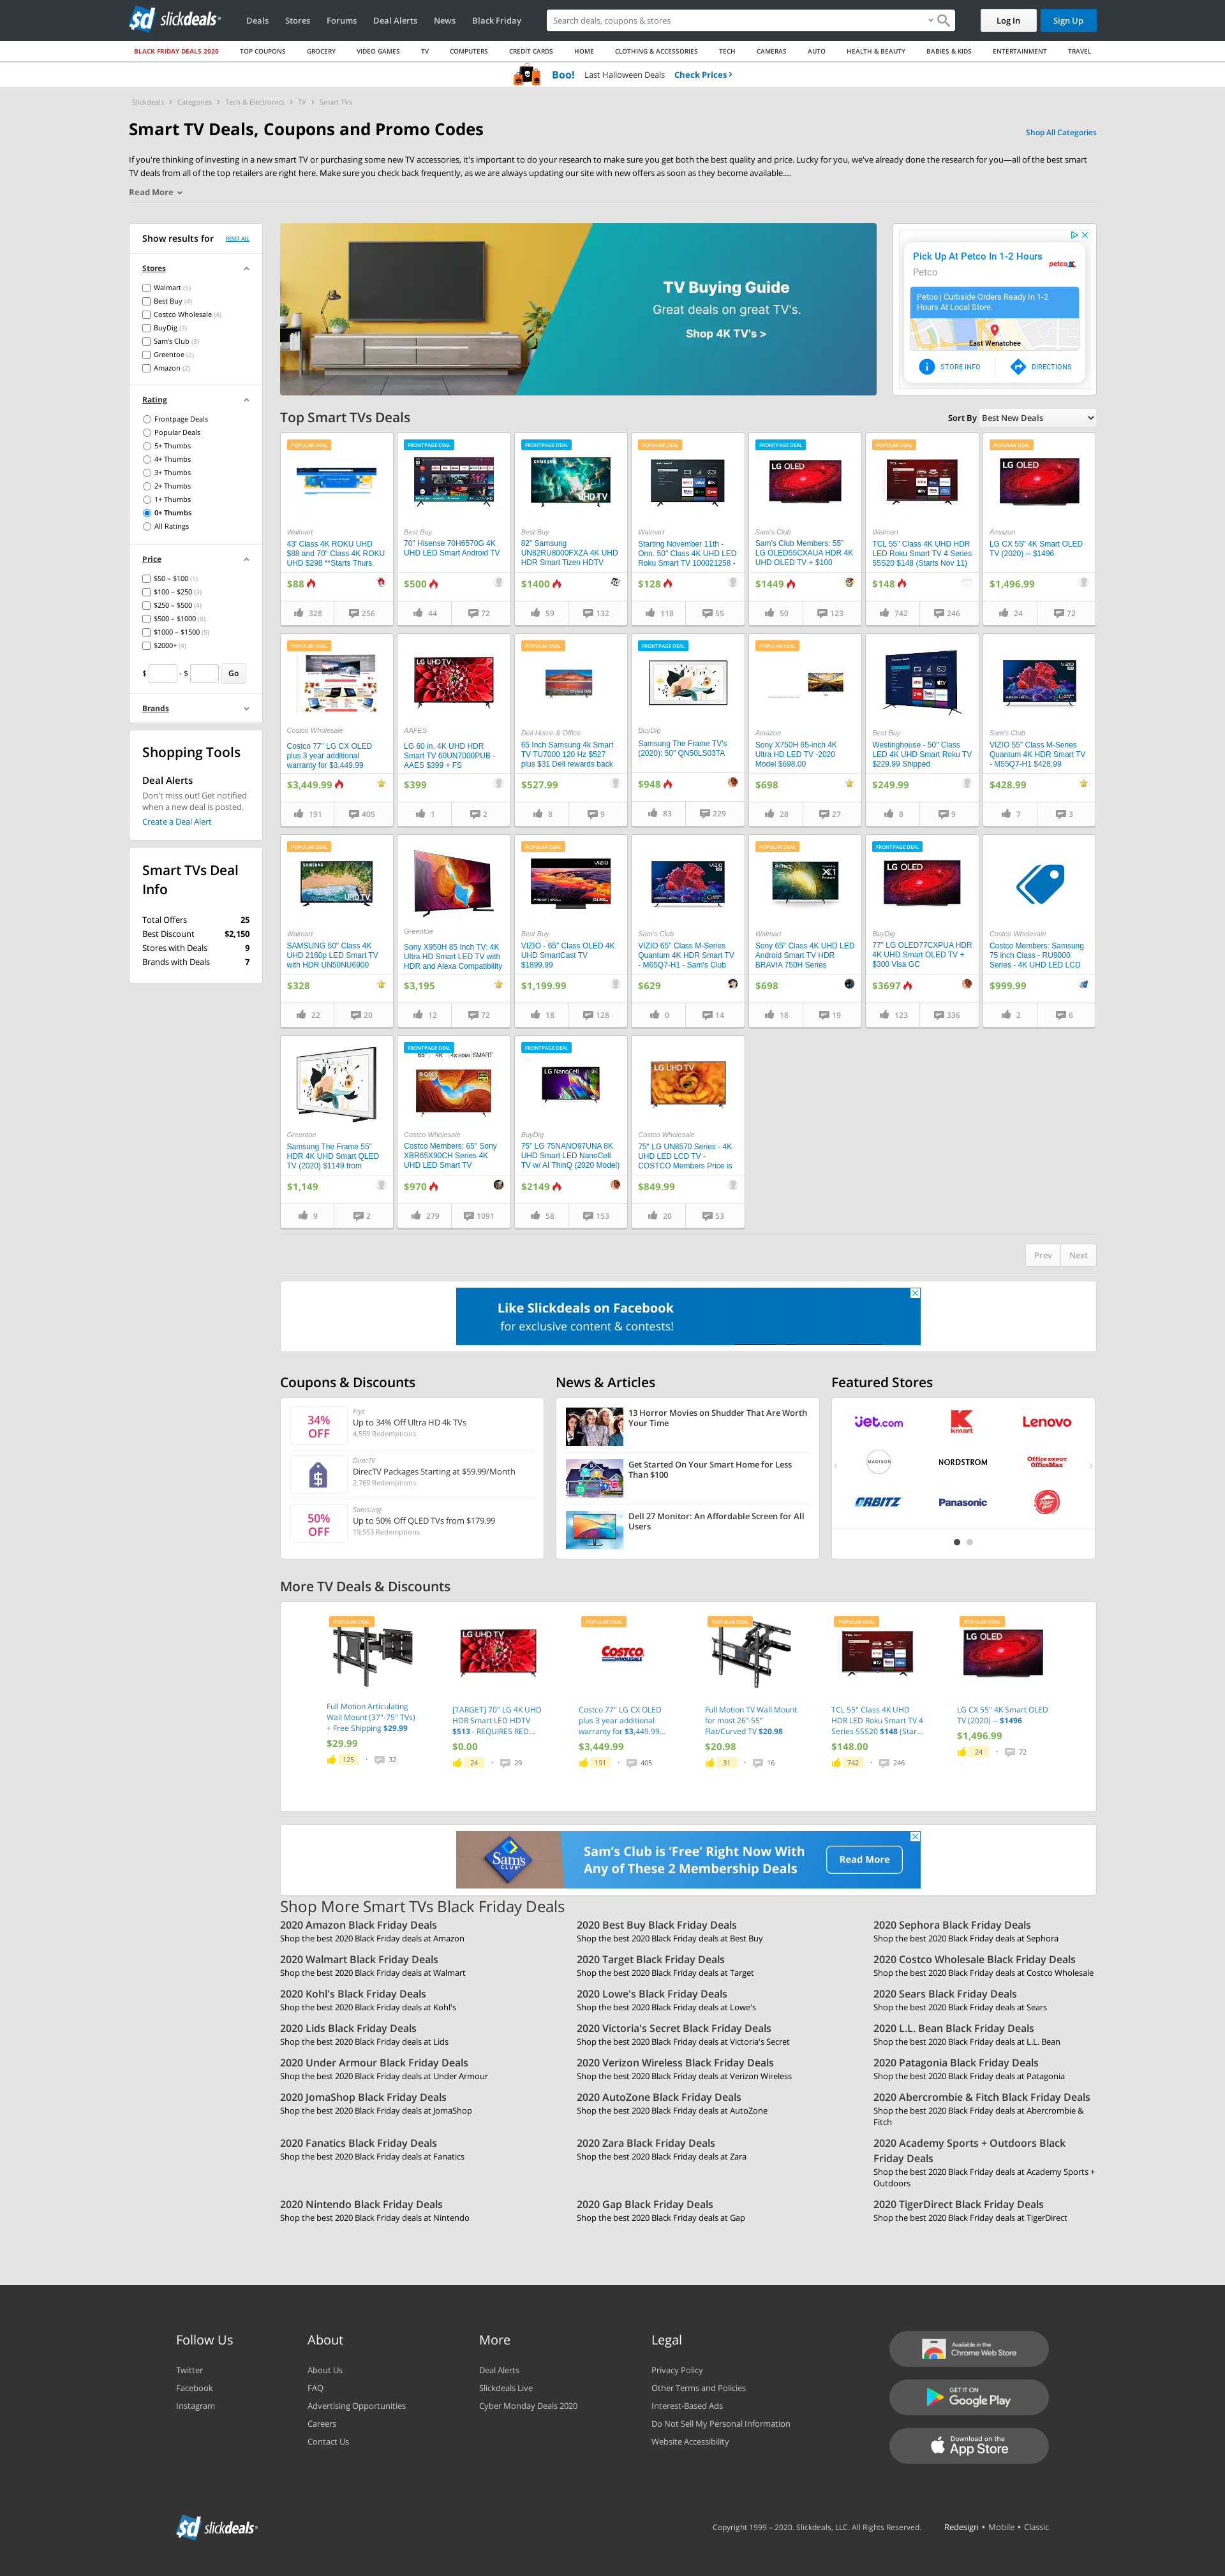 slickdeals
Deals Stores Forums Deal Alerts News Black Friday
Search deals, coupons & stores
Log In Sign Up
BLACK FRIDAY DEALS 2020 TOP COUPONS GROCERY VIDEO GAMES TV COMPUTERS CREDIT CARDS HOME CLOTHING & ACCESSORIES TECH CAMERAS AUTO HEALTH & BEAUTY BABIES & KIDS ENTERTAINMENT TRAVEL
Boo! Last Halloween Deals Check Prices
Slickdeals Categories Tech & Electronics TV Smart TVs
Smart TV Deals, Coupons and Promo Codes
Shop All Categories
If you're thinking of investing in a new smart TV or purchasing some new TV accessories, it's important to do your research to make sure you get both the best quality and price. Lucky for you, we've already done the research for you—all of the best smart
TV deals from all of the top retailers are right here. Make sure you check back frequently, as we are always updating our site with new offers as soon as they become available....
Read More
Show results for RESET ALL
Stores
Walmart (5)
Best Buy (4)
Costco Wholesale (4)
BuyDig (3)
Sam's Club (3)
Greentoe (2)
Amazon (2)
Rating
Frontpage Deals
Popular Deals
5+ Thumbs
4+ Thumbs
3+ Thumbs
2+ Thumbs
1+ Thumbs
0+ Thumbs
All Ratings
Price
$50 – $100 (1)
$100 – $250 (3)
$250 – $500 (4)
$500 – $1000 (8)
$1000 – $1500 (5)
$2000+ (4)
$ - $ Go
Brands
Shopping Tools
Deal Alerts
Don't miss out! Get notified
when a new deal is posted.
Create a Deal Alert
Smart TVs Deal
Info
Total Offers 25
Best Discount $2,150
Stores with Deals 9
Brands with Deals 7
TV Buying Guide
Great deals on great TV's.
Shop 4K TV's >
Pick Up At Petco In 1-2 Hours
Petco
petco
Petco | Curbside Orders Ready In 1-2
Hours At Local Store.
East Wenatchee
STORE INFO DIRECTIONS
Top Smart TVs Deals
Sort By Best New Deals
POPULAR DEAL
Walmart
43' Class 4K ROKU UHD
$88 and 70" Class 4K ROKU
UHD $298 **Starts Thurs.
$88
328 256
FRONTPAGE DEAL
Best Buy
70" Hisense 70H6570G 4K
UHD LED Smart Android TV
$500
44 72
FRONTPAGE DEAL
SAMSUNG
UHD TV
Best Buy
82" Samsung
UN82RU8000FXZA 4K UHD
HDR Smart Tizen HDTV
$1400
59 132
POPULAR DEAL
Walmart
Starting November 11th -
Onn. 50" Class 4K UHD LED
Roku Smart TV 100021258 -
$128
118 55
FRONTPAGE DEAL
LG OLED
Sam's Club
Sam's Club Members: 55"
LG OLED55CXAUA HDR 4K
UHD OLED TV + $100
$1449
50 123
POPULAR DEAL
TCL
Walmart
TCL 55" Class 4K UHD HDR
LED Roku Smart TV 4 Series
55S20 $148 (Starts Nov 11)
$148
742 246
POPULAR DEAL
LG OLED
Amazon
LG CX 55" 4K Smart OLED
TV (2020) -- $1496
$1,496.99
24 72
POPULAR DEAL
Costco Wholesale
Costco 77" LG CX OLED
plus 3 year additional
warranty for $3,449.99
$3,449.99
191 405
LG UHD TV
AAFES
LG 60 in. 4K UHD HDR
Smart TV 60UN7000PUB -
AAES $399 + FS
$399
1 2
POPULAR DEAL
Dell Home & Office
65 Inch Samsung 4k Smart
TV TU7000 120 Hz $527
plus $31 Dell rewards back
$527.99
8 9
FRONTPAGE DEAL
BuyDig
Samsung The Frame TV's
(2020): 50" QN50LS03TA
$948
83 229
POPULAR DEAL
Amazon
Sony X750H 65-inch 4K
Ultra HD LED TV -2020
Model $698.00
$698
28 27
Best Buy
Westinghouse - 50" Class
LED 4K UHD Smart Roku TV
$229.99 Shipped
$249.99
8 9
VIZIO
Sam's Club
VIZIO 55" Class M-Series
Quantum 4K HDR Smart TV
- M55Q7-H1 $428.99
$428.99
7 3
POPULAR DEAL
SAMSUNG
UHD TV
Walmart
SAMSUNG 50" Class 4K
UHD 2160p LED Smart TV
with HDR UN50NU6900
$328
22 20
Greentoe
Sony X950H 85 Inch TV: 4K
Ultra HD Smart LED TV with
HDR and Alexa Compatibility
$3,195
12 72
POPULAR DEAL
VIZIO
OLED
Best Buy
VIZIO - 65" Class OLED 4K
UHD SmartCast TV
$1899.99
$1,199.99
18 128
VIZIO
Sam's Club
VIZIO 65" Class M-Series
Quantum 4K HDR Smart TV
- M65Q7-H1 - Sam's Club
$629
0 14
POPULAR DEAL
SONY
X1
Walmart
Sony 65" Class 4K UHD LED
Android Smart TV HDR
BRAVIA 750H Series
$698
18 19
FRONTPAGE DEAL
LG OLED
BuyDig
77" LG OLED77CXPUA HDR
4K UHD Smart OLED TV +
$300 Visa GC
$3697
123 336
Costco Wholesale
Costco Members: Samsung
75 inch Class - RU9000
Series - 4K UHD LED LCD
$999.99
2 6
Greentoe
Samsung The Frame 55"
HDR 4K UHD Smart QLED
TV (2020) $1149 from
$1,149
9 2
FRONTPAGE DEAL
65" 4K 4x HDMI SMART
SONY
Costco Wholesale
Costco Members: 65" Sony
XBR65X90CH Series 4K
UHD LED Smart TV
$970
279 1091
FRONTPAGE DEAL
LG NanoCell
BuyDig
75" LG 75NANO97UNA 8K
UHD Smart LED NanoCell
TV w/ AI ThinQ (2020 Model)
$2149
58 153
LG UHD TV
Costco Wholesale
75" LG UN8570 Series - 4K
UHD LED LCD TV -
COSTCO Members Price is
$849.99
20 53
Prev Next
Like Slickdeals on Facebook
for exclusive content & contests!
Coupons & Discounts
34%
OFF
Frys
Up to 34% Off Ultra HD 4k TVs
4,559 Redemptions
DirecTV
DirecTV Packages Starting at $59.99/Month
2,769 Redemptions
50%
OFF
Samsung
Up to 50% Off QLED TVs from $179.99
19,553 Redemptions
News & Articles
13 Horror Movies on Shudder That Are Worth
Your Time
Get Started On Your Smart Home for Less
Than $100
Dell 27 Monitor: An Affordable Screen for All
Users
Featured Stores
Jet.com kmart Lenovo
MADISON NORDSTROM Office DEPOT
OfficeMax
ORBITZ Panasonic Pizza Hut
More TV Deals & Discounts
POPULAR DEAL
Full Motion Articulating
Wall Mount (37"-75" TVs)
+ Free Shipping $29.99
$29.99
125 · 32
LG UHD TV
[TARGET] 70" LG 4K UHD
HDR Smart LED HDTV
$513 - REQUIRES RED...
$0.00
24 · 29
POPULAR DEAL
COSTCO
WHOLESALE
Costco 77" LG CX OLED
plus 3 year additional
warranty for $3,449.99...
$3,449.99
191 · 405
POPULAR DEAL
Full Motion TV Wall Mount
for most 26"-55"
Flat/Curved TV $20.98
$20.98
31 · 16
POPULAR DEAL
TCL
TCL 55" Class 4K UHD
HDR LED Roku Smart TV 4
Series 55S20 $148 (Star...
$148.00
742 · 246
POPULAR DEAL
LG OLED
LG CX 55" 4K Smart OLED
TV (2020) -- $1496
$1,496.99
24 · 72
Sam's
CLUB
Sam's Club is 'Free' Right Now With
Any of These 2 Membership Deals
Read More
Shop More Smart TVs Black Friday Deals
2020 Amazon Black Friday Deals
Shop the best 2020 Black Friday deals at Amazon
2020 Best Buy Black Friday Deals
Shop the best 2020 Black Friday deals at Best Buy
2020 Sephora Black Friday Deals
Shop the best 2020 Black Friday deals at Sephora
2020 Walmart Black Friday Deals
Shop the best 2020 Black Friday deals at Walmart
2020 Target Black Friday Deals
Shop the best 2020 Black Friday deals at Target
2020 Costco Wholesale Black Friday Deals
Shop the best 2020 Black Friday deals at Costco Wholesale
2020 Kohl's Black Friday Deals
Shop the best 2020 Black Friday deals at Kohl's
2020 Lowe's Black Friday Deals
Shop the best 2020 Black Friday deals at Lowe's
2020 Sears Black Friday Deals
Shop the best 2020 Black Friday deals at Sears
2020 Lids Black Friday Deals
Shop the best 2020 Black Friday deals at Lids
2020 Victoria's Secret Black Friday Deals
Shop the best 2020 Black Friday deals at Victoria's Secret
2020 L.L. Bean Black Friday Deals
Shop the best 2020 Black Friday deals at L.L. Bean
2020 Under Armour Black Friday Deals
Shop the best 2020 Black Friday deals at Under Armour
2020 Verizon Wireless Black Friday Deals
Shop the best 2020 Black Friday deals at Verizon Wireless
2020 Patagonia Black Friday Deals
Shop the best 2020 Black Friday deals at Patagonia
2020 JomaShop Black Friday Deals
Shop the best 2020 Black Friday deals at JomaShop
2020 AutoZone Black Friday Deals
Shop the best 2020 Black Friday deals at AutoZone
2020 Abercrombie & Fitch Black Friday Deals
Shop the best 2020 Black Friday deals at Abercrombie &
Fitch
2020 Fanatics Black Friday Deals
Shop the best 2020 Black Friday deals at Fanatics
2020 Zara Black Friday Deals
Shop the best 2020 Black Friday deals at Zara
2020 Academy Sports + Outdoors Black
Friday Deals
Shop the best 2020 Black Friday deals at Academy Sports +
Outdoors
2020 Nintendo Black Friday Deals
Shop the best 2020 Black Friday deals at Nintendo
2020 Gap Black Friday Deals
Shop the best 2020 Black Friday deals at Gap
2020 TigerDirect Black Friday Deals
Shop the best 2020 Black Friday deals at TigerDirect
Follow Us
Twitter
Facebook
Instagram
About
About Us
FAQ
Advertising Opportunities
Careers
Contact Us
More
Deal Alerts
Slickdeals Live
Cyber Monday Deals 2020
Legal
Privacy Policy
Other Terms and Policies
Interest-Based Ads
Do Not Sell My Personal Information
Website Accessibility
Available in the
Chrome Web Store
GET IT ON
Google Play
Download on the
App Store
slickdeals
Copyright 1999 – 2020. Slickdeals, LLC. All Rights Reserved. Redesign • Mobile • Classic